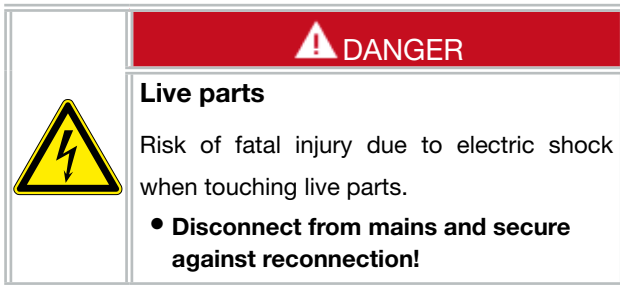 DANGER
Live parts
Risk of fatal injury due to electric shock
when touching live parts.
• Disconnect from mains and secure
against reconnection!